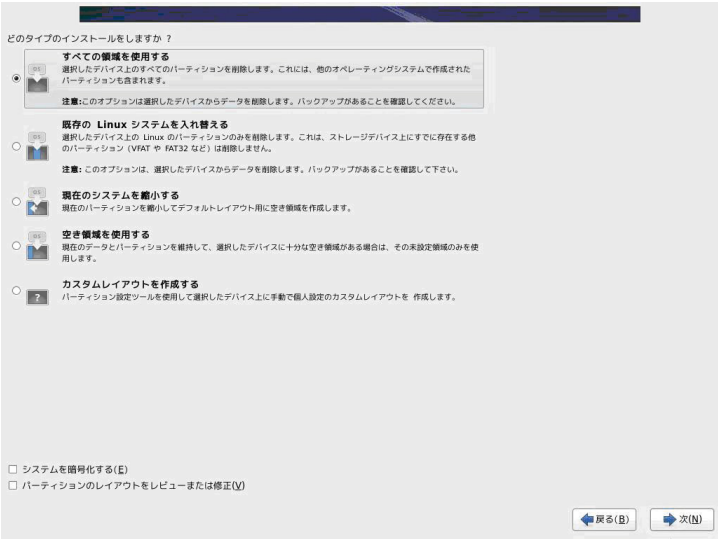 どのタイプのインストールをしますか ?
すべての領域を使用する
選択したデバイス上のすべてのパーティションを削除します。これには、他のオペレーティングシステムで作成された
パーティションも含まれます。
注意:このオプションは選択したデバイスからデータを削除します。バックアップがあることを確認してください。
既存の Linux システムを入れ替える
選択したデバイス上の Linux のパーティションのみを削除します。これは、ストレージデバイス上にすでに存在する他
のパーティション (VFAT や FAT32 など) は削除しません。
注意: このオプションは、選択したデバイスからデータを削除します。バックアップがあることを確認して下さい。
現在のシステムを縮小する
現在のパーティションを縮小してデフォルトレイアウト用に空き領域を作成します。
空き領域を使用する
現在のデータとパーティションを維持して、選択したデバイスに十分な空き領域がある場合は、その未設定領域のみを使
用します。
カスタムレイアウトを作成する
パーティション設定ツールを使用して選択したデバイス上に手動で個人設定のカスタムレイアウトを 作成します。
システムを暗号化する(E)
パーティションのレイアウトをレビューまたは修正(V)
戻る(B)
次(N)